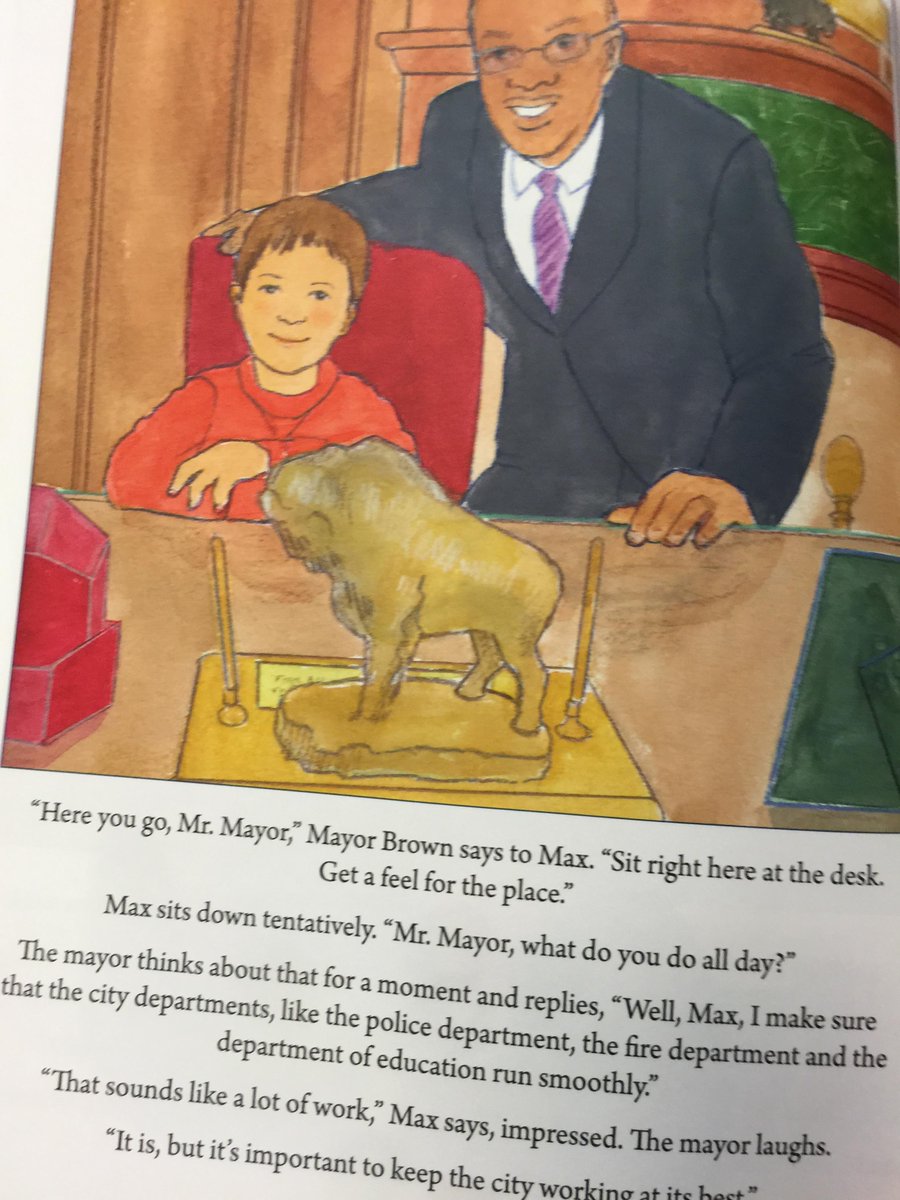 “Here you go, Mr. Mayor,” Mayor Brown says to Max. “Sit right here at the desk.
Get a feel for the place.”
Max sits down tentatively. “Mr. Mayor, what do you do all day?”
The mayor thinks about that for a moment and replies, “Well, Max, I make sure
that the city departments, like the police department, the fire department and the
department of education run smoothly.”
“That sounds like a lot of work,” Max says, impressed. The mayor laughs.
“It is, but it’s important to keep the city working at its best.”